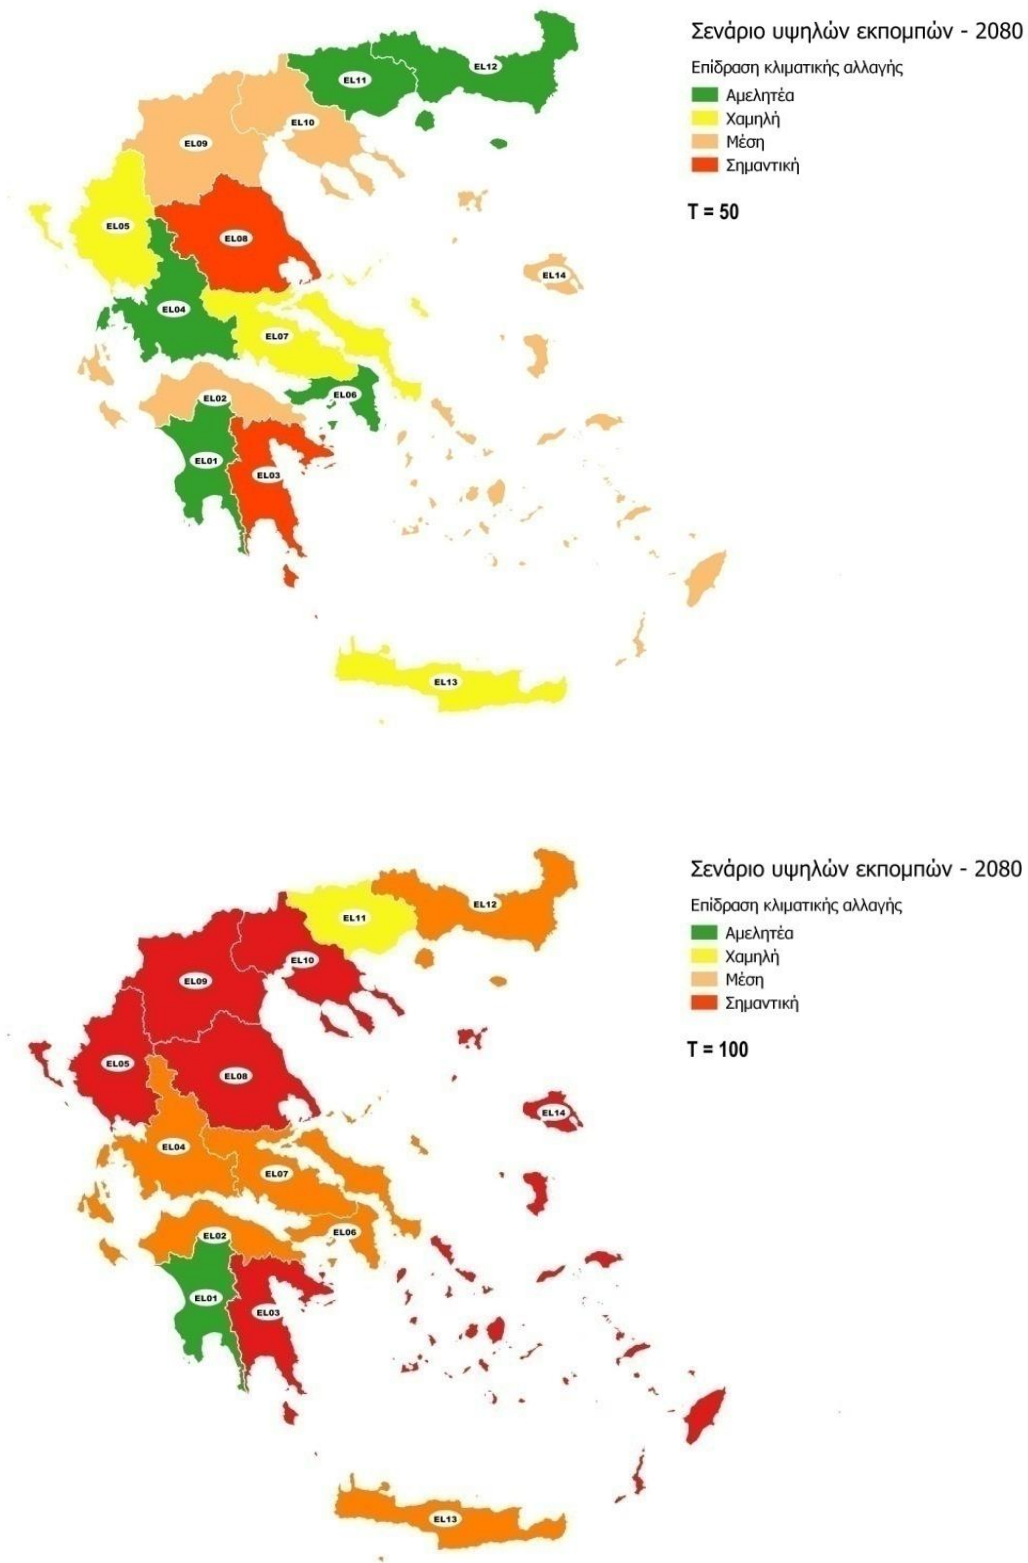 Σενάριο υψηλών εκπομπών - 2080
Επίδραση κλιματικής αλλαγής
Αμελητέα
Χαμηλή
Μέση
Σημαντική
T = 50
EL12
EL11
EL10
EL09
EL05
EL08
EL14
EL04
EL07
EL06
EL02
EL01
EL03
EL13
Σενάριο υψηλών εκπομπών - 2080
Επίδραση κλιματικής αλλαγής
Αμελητέα
Χαμηλή
Μέση
Σημαντική
T = 100
EL12
EL11
EL10
EL09
EL05
EL08
EL14
EL04
EL07
EL06
EL02
EL01
EL03
EL13